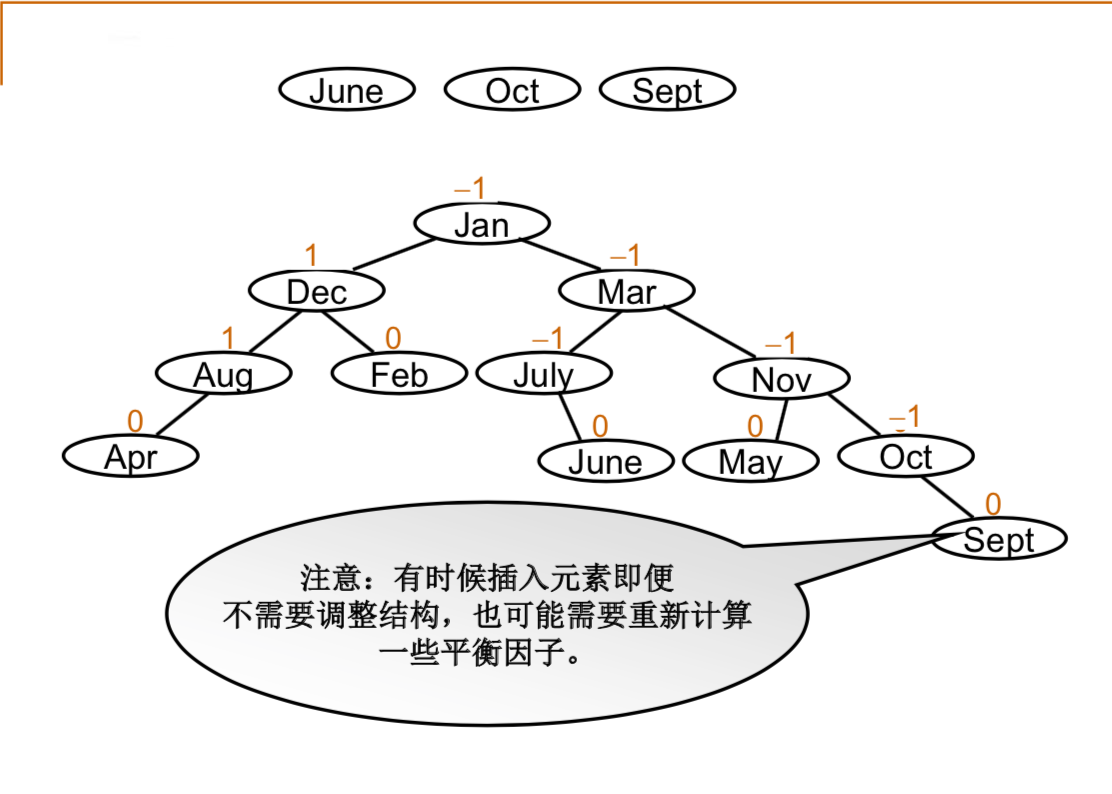 June Oct Sept
−1
Jan
1 −1
Dec Mar
1 0 −1 −1
Aug Feb July Nov
0 0 0 −1
Apr June May Oct
0
Sept
注意：有时候插入元素即便
不需要调整结构，也可能需要重新计算
一些平衡因子。